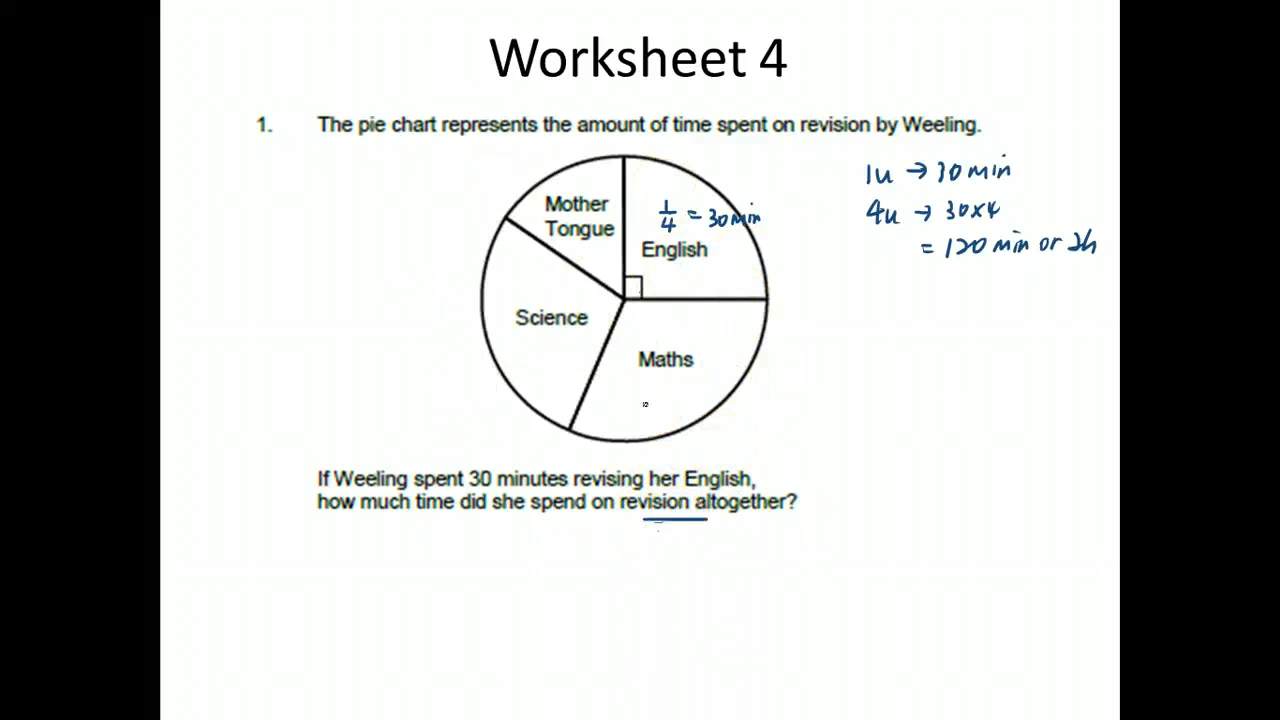 Worksheet 4
1. The pie chart represents the amount of time spent on revision by Weeling.
Mother
Tongue
1/4 = 30 min
English
Science
Maths
1u → 30 min
4u → 30x4
= 120 min or 2h
If Weeling spent 30 minutes revising her English,
how much time did she spend on revision altogether?